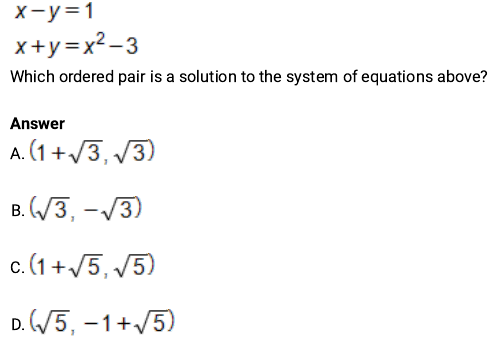 x−y=1
x+y=x²−3
Which ordered pair is a solution to the system of equations above?
Answer
A. (1+√3, √3)
B. (√3, −√3)
C. (1+√5, √5)
D. (√5, −1+√5)